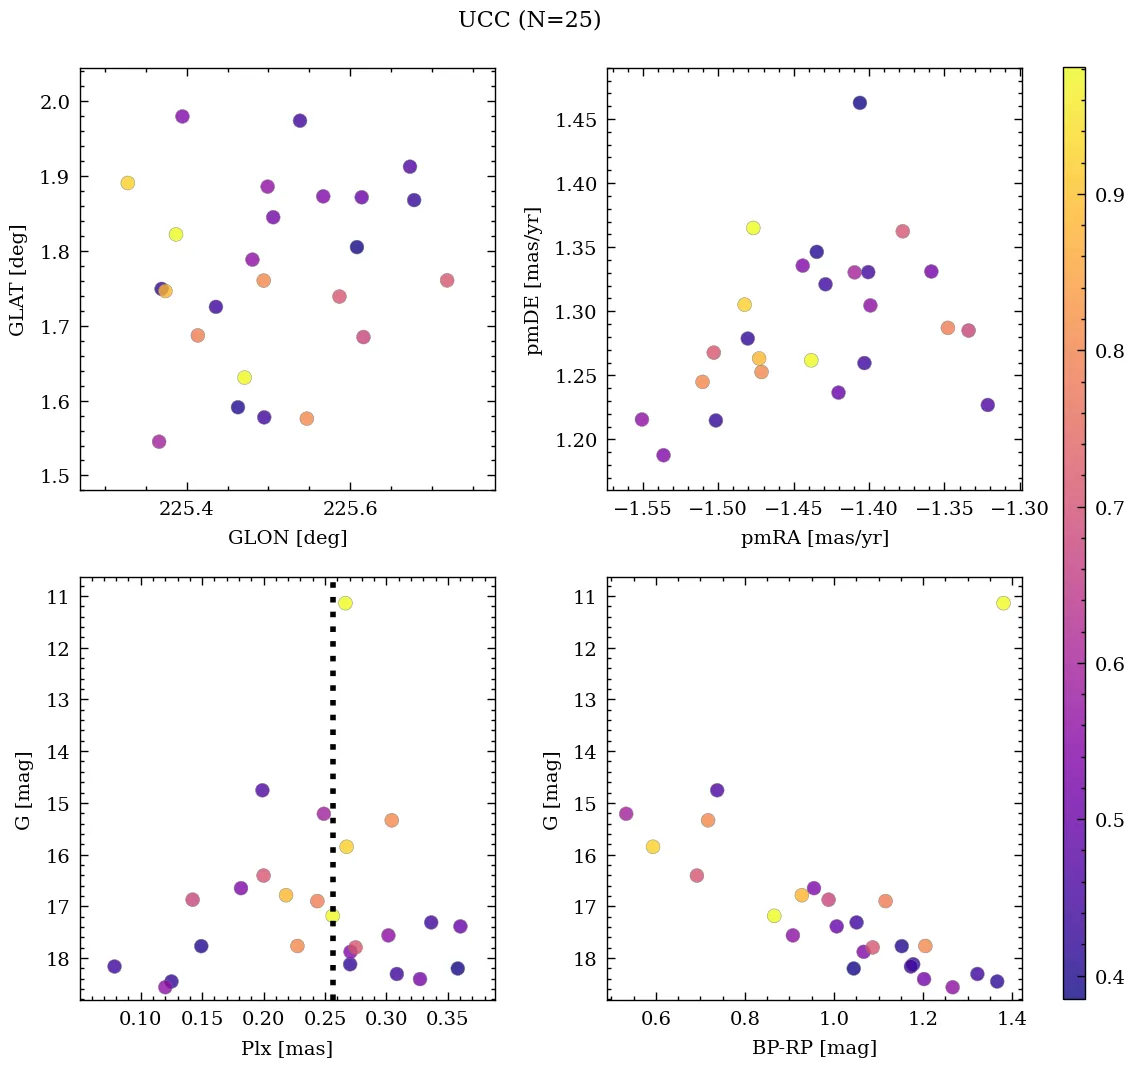 UCC (N=25)
2.0
1.9
1.8
1.7
1.6
1.5
GLAT [deg]
225.4 225.6
GLON [deg]
1.45
1.40
1.35
1.30
1.25
1.20
pmDE [mas/yr]
−1.55 −1.50 −1.45 −1.40 −1.35 −1.30
pmRA [mas/yr]
11
12
13
14
15
16
17
18
G [mag]
0.10 0.15 0.20 0.25 0.30 0.35
Plx [mas]
11
12
13
14
15
16
17
18
G [mag]
0.6 0.8 1.0 1.2 1.4
BP-RP [mag]
0.9
0.8
0.7
0.6
0.5
0.4